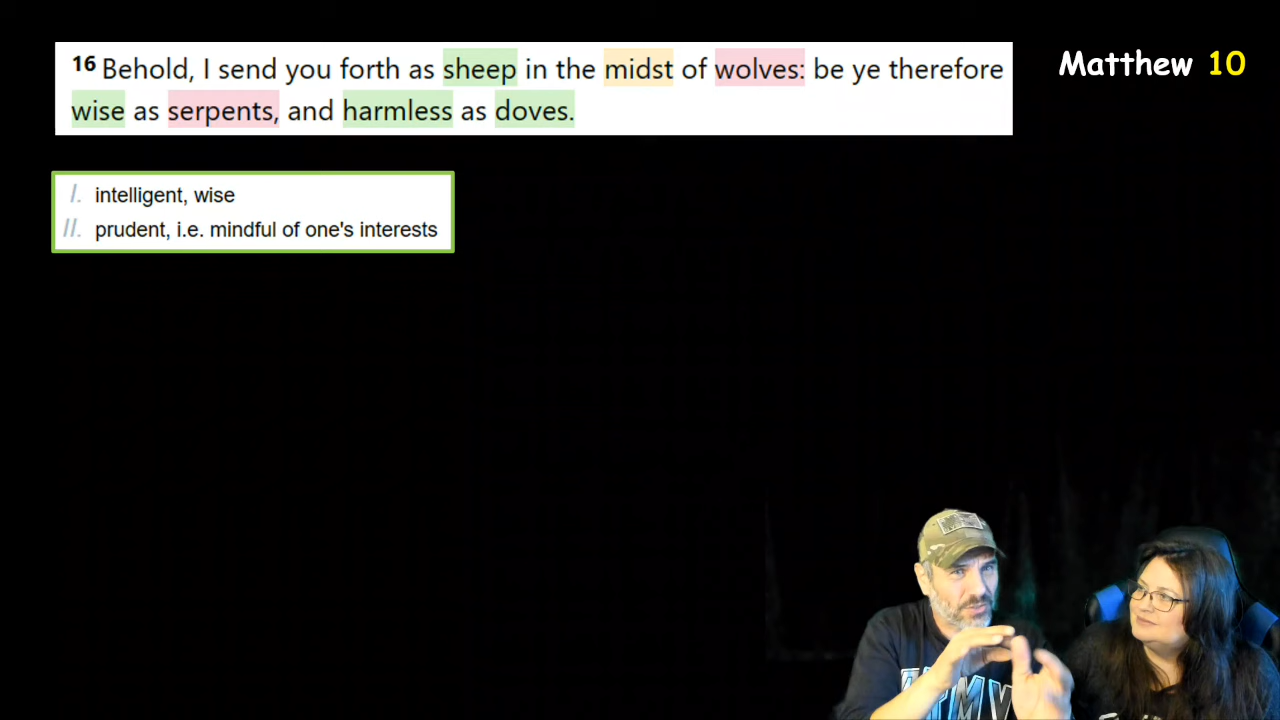 16 Behold, I send you forth as sheep in the midst of wolves: be ye therefore
wise as serpents, and harmless as doves.
Matthew 10
I. intelligent, wise
II. prudent, i.e. mindful of one's interests